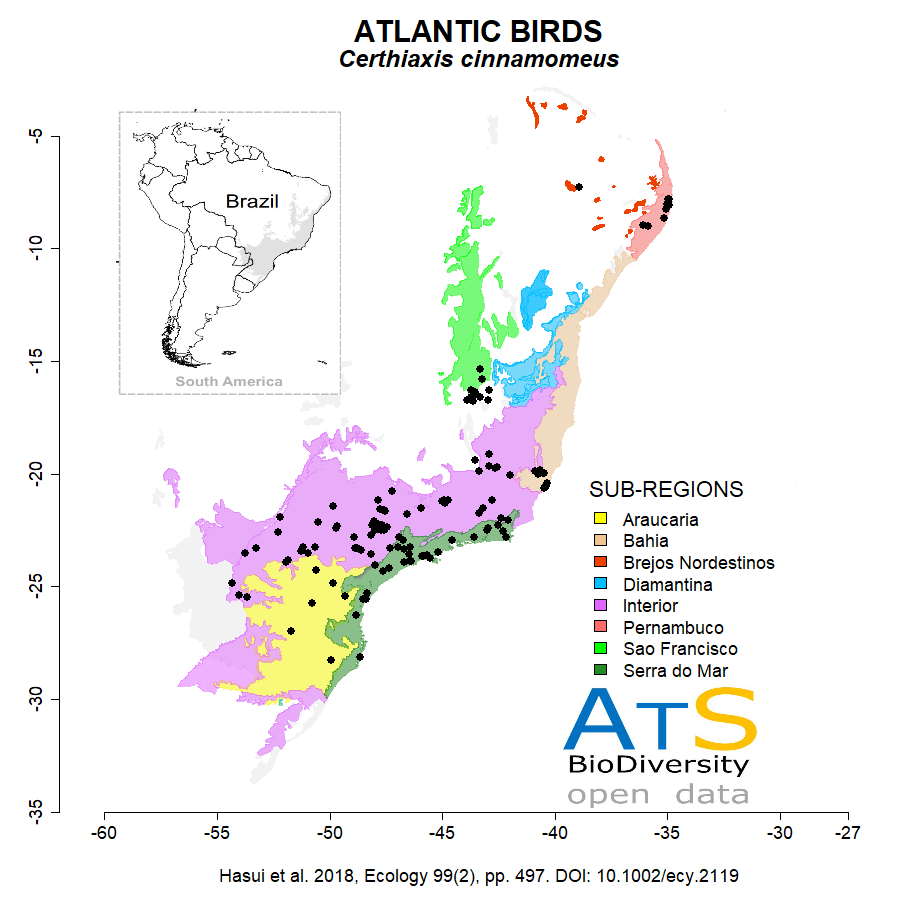 ATLANTIC BIRDS
Certhiaxis cinnamomeus
Brazil
South America
-5
-10
-15
-20
-25
-30
-35
SUB-REGIONS
Araucaria
Bahia
Brejos Nordestinos
Diamantina
Interior
Pernambuco
Sao Francisco
Serra do Mar
ATS
BioDiversity
open data
-60 -55 -50 -45 -40 -35 -30 -27
Hasui et al. 2018, Ecology 99(2), pp. 497. DOI: 10.1002/ecy.2119